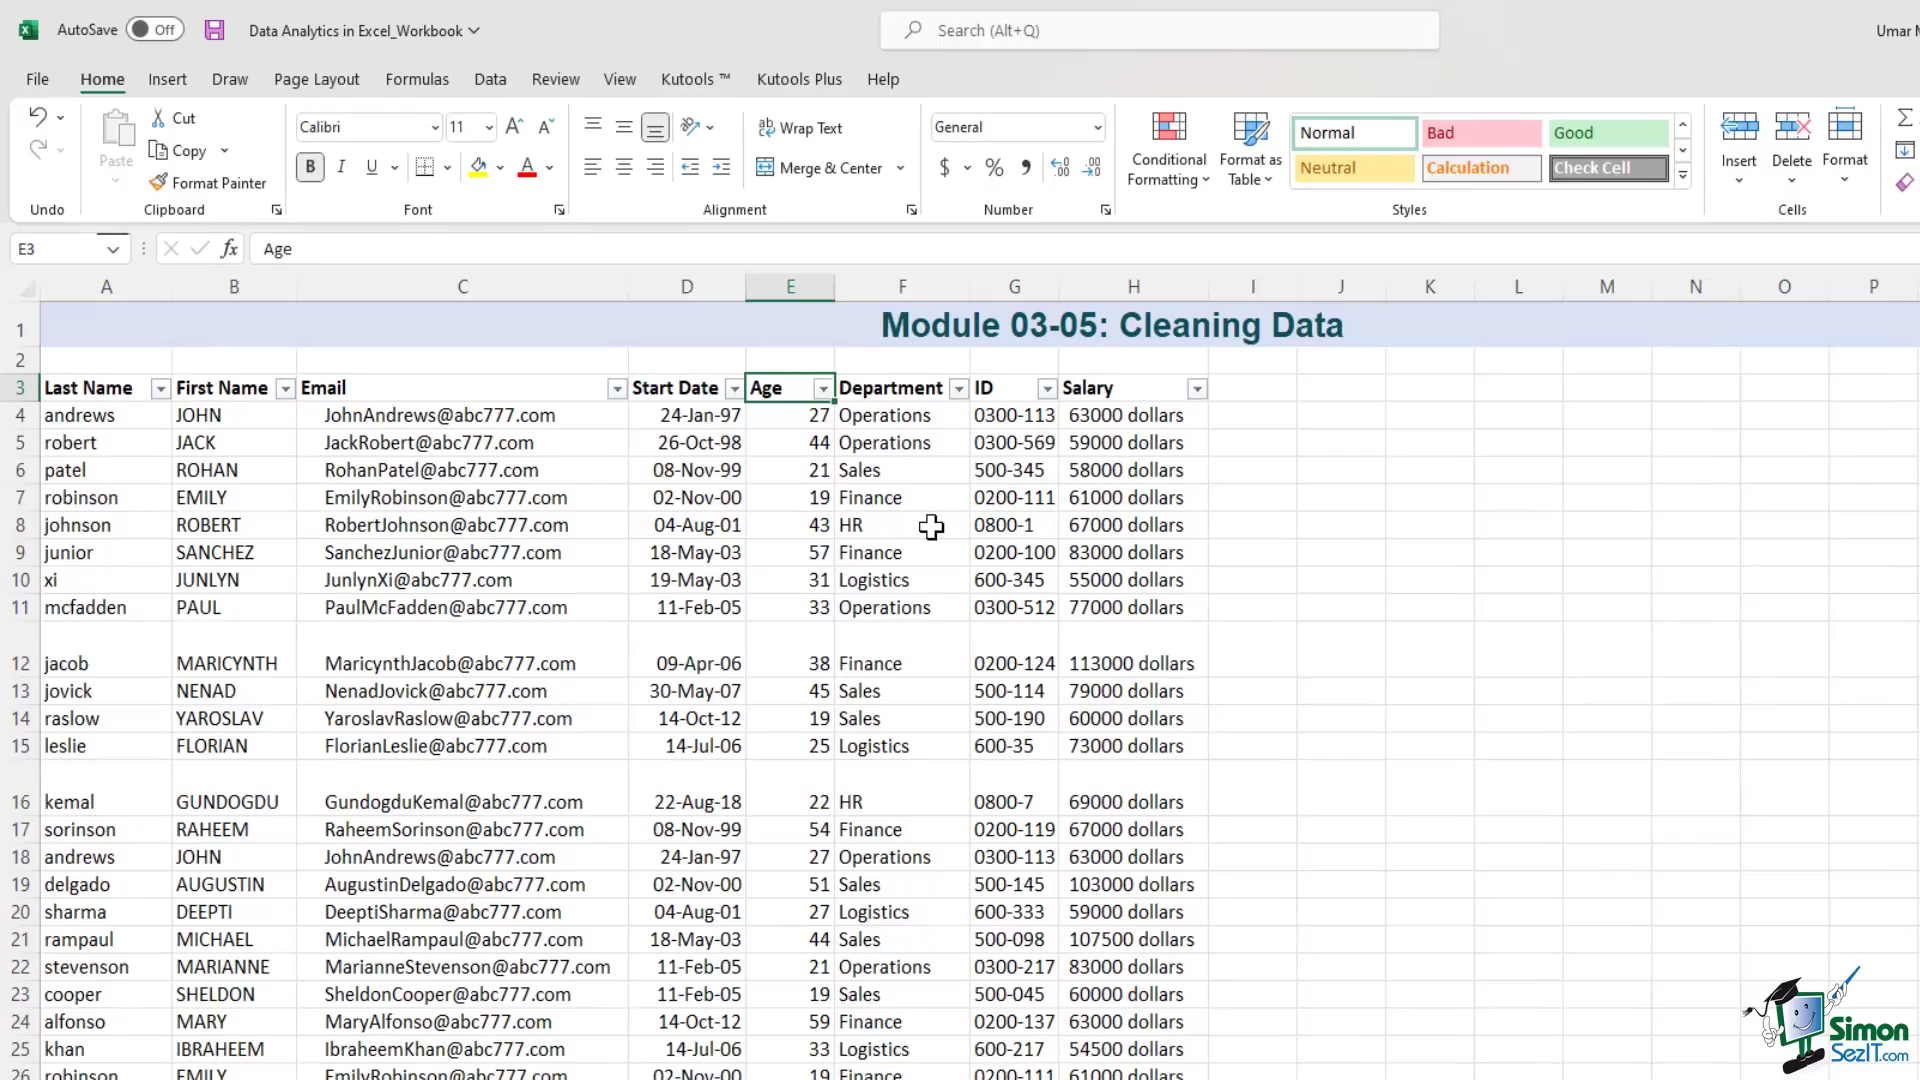 AutoSave Off Data Analytics in Excel_Workbook Search (Alt+Q) Umar M
File Home Insert Draw Page Layout Formulas Data Review View Kutools ™ Kutools Plus Help
Cut
Copy
Format Painter
Paste
Undo
Clipboard
Calibri 11
B I U
Font
Wrap Text
Merge & Center
Alignment
General
$ %
Number
Conditional Formatting
Format as Table
Normal Bad Good
Neutral Calculation Check Cell
Styles
Insert Delete Format
Cells
E3 fx Age
A B C D E F G H I J K L M N O P
1 Module 03-05: Cleaning Data
2
3 Last Name First Name Email Start Date Age Department ID Salary
4 andrews JOHN JohnAndrews@abc777.com 24-Jan-97 27 Operations 0300-113 63000 dollars
5 robert JACK JackRobert@abc777.com 26-Oct-98 44 Operations 0300-569 59000 dollars
6 patel ROHAN RohanPatel@abc777.com 08-Nov-99 21 Sales 500-345 58000 dollars
7 robinson EMILY EmilyRobinson@abc777.com 02-Nov-00 19 Finance 0200-111 61000 dollars
8 johnson ROBERT RobertJohnson@abc777.com 04-Aug-01 43 HR 0800-1 67000 dollars
9 junior SANCHEZ SanchezJunior@abc777.com 18-May-03 57 Finance 0200-100 83000 dollars
10 xi JUNLYN JunlynXi@abc777.com 19-May-03 31 Logistics 600-345 55000 dollars
11 mcfadden PAUL PaulMcFadden@abc777.com 11-Feb-05 33 Operations 0300-512 77000 dollars
12 jacob MARICYNTH MaricynthJacob@abc777.com 09-Apr-06 38 Finance 0200-124 113000 dollars
13 jovick NENAD NenadJovick@abc777.com 30-May-07 45 Sales 500-114 79000 dollars
14 raslow YAROSLAV YaroslavRaslow@abc777.com 14-Oct-12 19 Sales 500-190 60000 dollars
15 leslie FLORIAN FlorianLeslie@abc777.com 14-Jul-06 25 Logistics 600-35 73000 dollars
16 kemal GUNDOGDU GundogduKemal@abc777.com 22-Aug-18 22 HR 0800-7 69000 dollars
17 sorinson RAHEEM RaheemSorinson@abc777.com 08-Nov-99 54 Finance 0200-119 67000 dollars
18 andrews JOHN JohnAndrews@abc777.com 24-Jan-97 27 Operations 0300-113 63000 dollars
19 delgado AUGUSTIN AugustinDelgado@abc777.com 02-Nov-00 51 Sales 500-145 103000 dollars
20 sharma DEEPTI DeeptiSharma@abc777.com 04-Aug-01 27 Logistics 600-333 59000 dollars
21 rampaul MICHAEL MichaelRampaul@abc777.com 18-May-03 44 Sales 500-098 107500 dollars
22 stevenson MARIANNE MarianneStevenson@abc777.com 11-Feb-05 21 Operations 0300-217 83000 dollars
23 cooper SHELDON SheldonCooper@abc777.com 11-Feb-05 19 Sales 500-045 60000 dollars
24 alfonso MARY MaryAlfonso@abc777.com 14-Oct-12 59 Finance 0200-137 63000 dollars
25 khan IBRAHEEM IbraheemKhan@abc777.com 14-Jul-06 33 Logistics 600-217 54500 dollars
26 robinson EMILY EmilyRobinson@abc777.com 02-Nov-00 19 Finance 0200-111 61000 dollars
Simon
SezIT.com